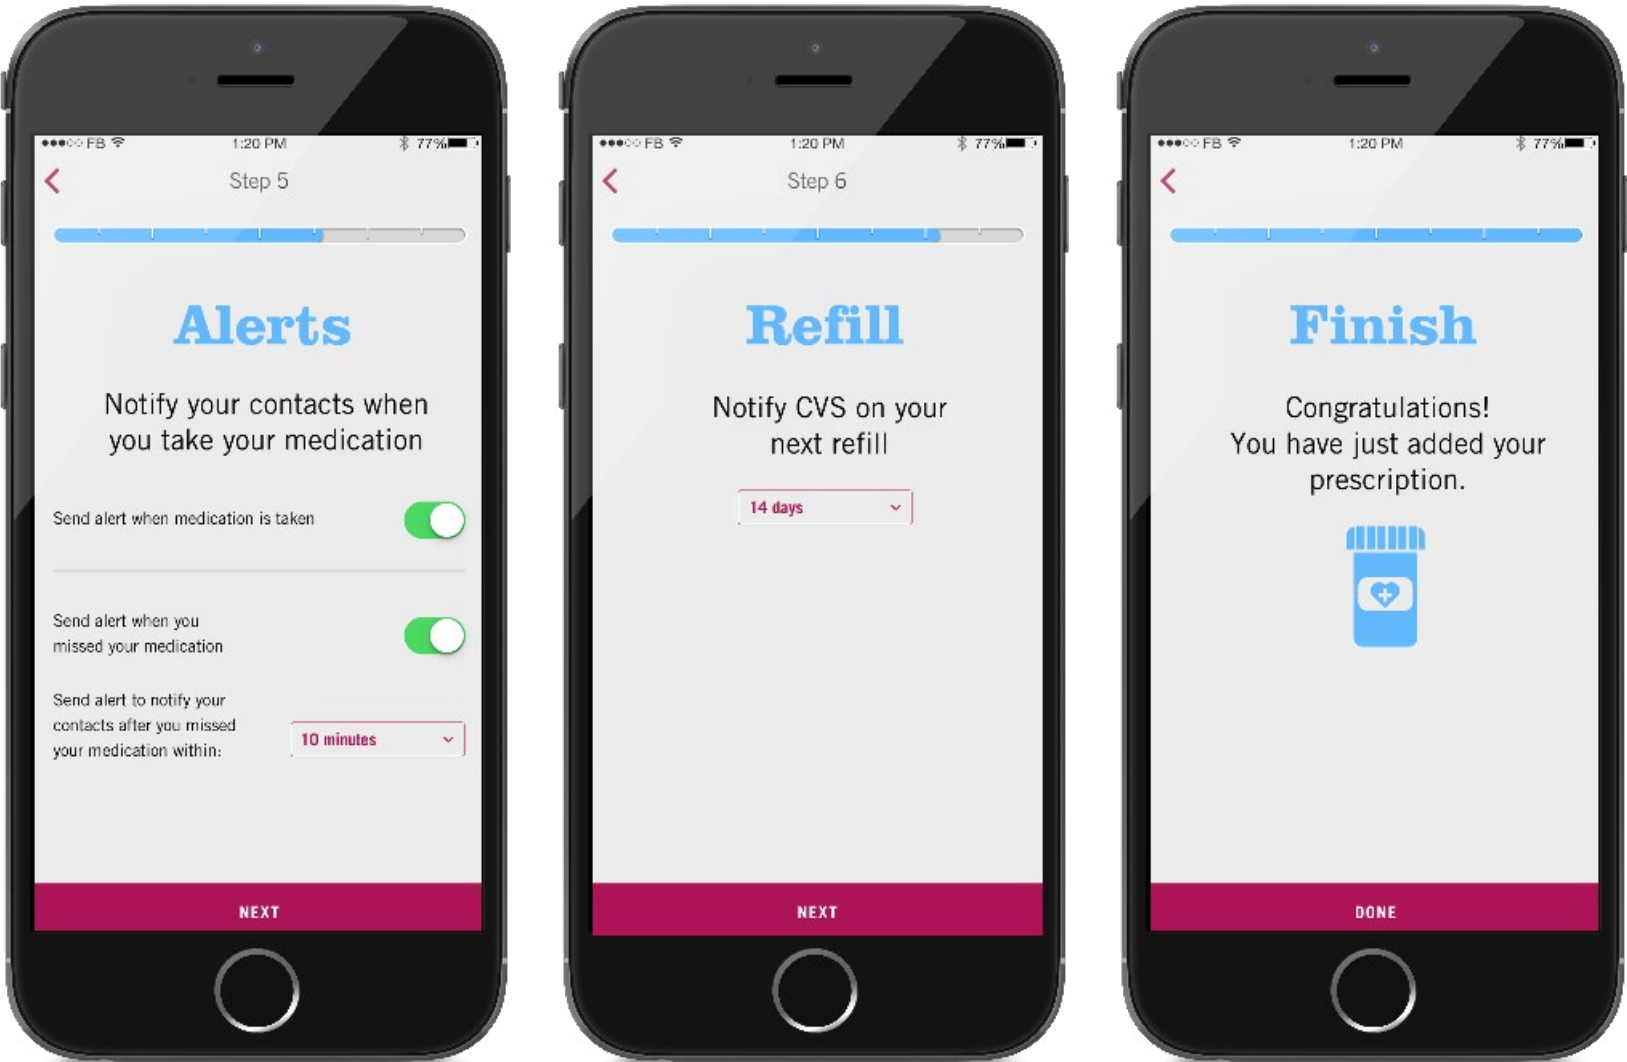 FB 1:20 PM 77%
Step 5
Alerts
Notify your contacts when
you take your medication
Send alert when medication is taken
Send alert when you
missed your medication
Send alert to notify your
contacts after you missed
your medication within:
10 minutes
NEXT
FB 1:20 PM 77%
Step 6
Refill
Notify CVS on your
next refill
14 days
NEXT
FB 1:20 PM 77%
Finish
Congratulations!
You have just added your
prescription.
DONE